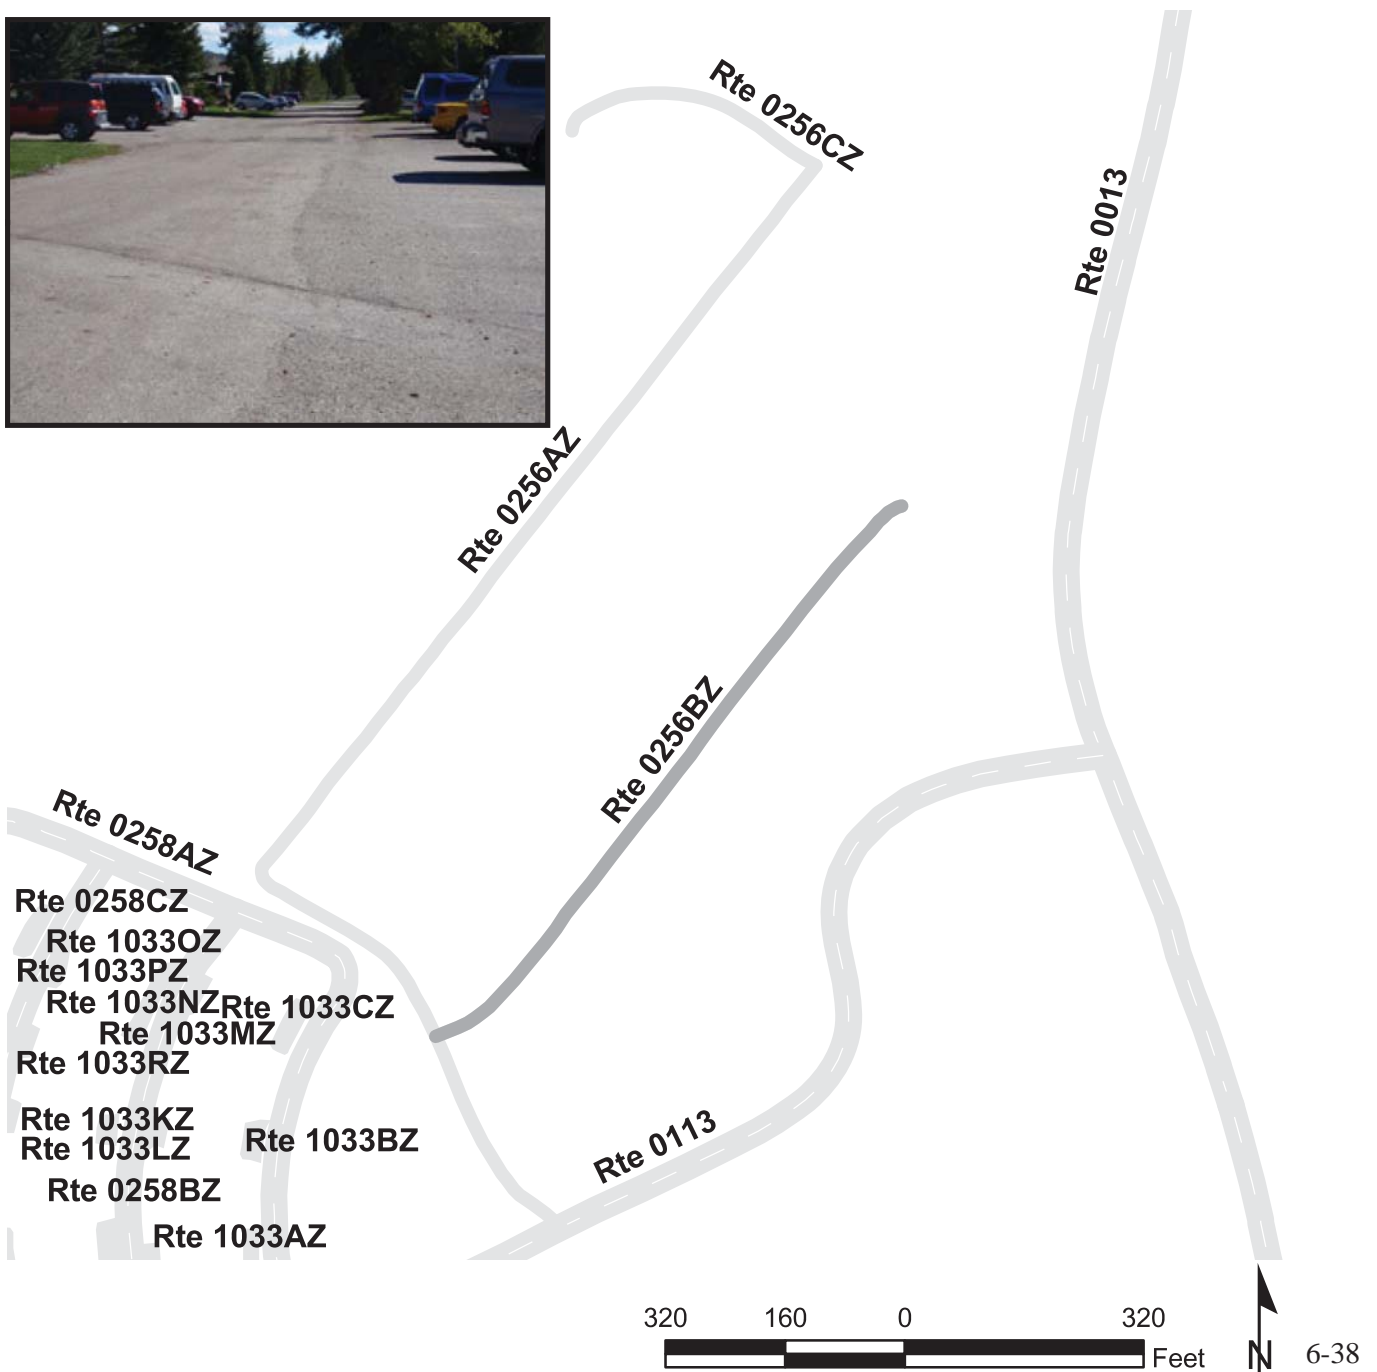 Rte 0256CZ
Rte 0013
Rte 0256AZ
Rte 0256BZ
Rte 0258AZ
Rte 0258CZ
Rte 1033OZ
Rte 1033PZ
Rte 1033NZ
Rte 1033CZ
Rte 1033MZ
Rte 1033RZ
Rte 1033KZ
Rte 1033LZ
Rte 1033BZ
Rte 0113
Rte 0258BZ
Rte 1033AZ
320 160 0 320
Feet
N
6-38